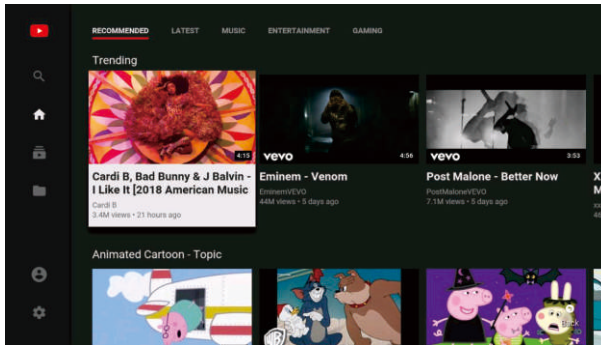 RECOMMENDED LATEST MUSIC ENTERTAINMENT GAMING
Trending
4:15
vevo 4:56
vevo 3:53
Cardi B, Bad Bunny & J Balvin -
I Like It [2018 American Music
Cardi B
3.4M views • 21 hours ago
Eminem - Venom
EminemVEVO
44M views • 5 days ago
Post Malone - Better Now
PostMaloneVEVO
7.1M views • 5 days ago
Animated Cartoon - Topic
WB
Back